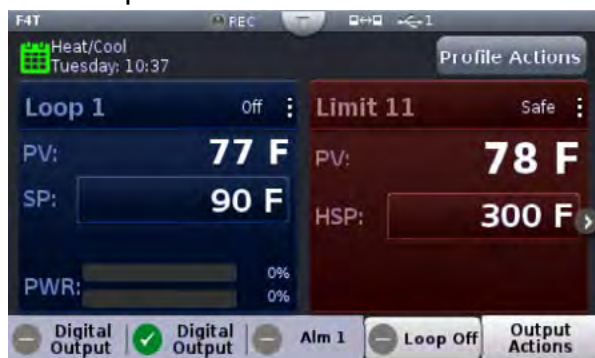 F4T REC 1
Heat/Cool
Tuesday: 10:37
Profile Actions
Loop 1 Off
PV: 77 F
SP: 90 F
PWR: 0%
0%
Limit 11 Safe
PV: 78 F
HSP: 300 F
Digital Output
Digital Output
Alm 1
Loop Off
Output Actions